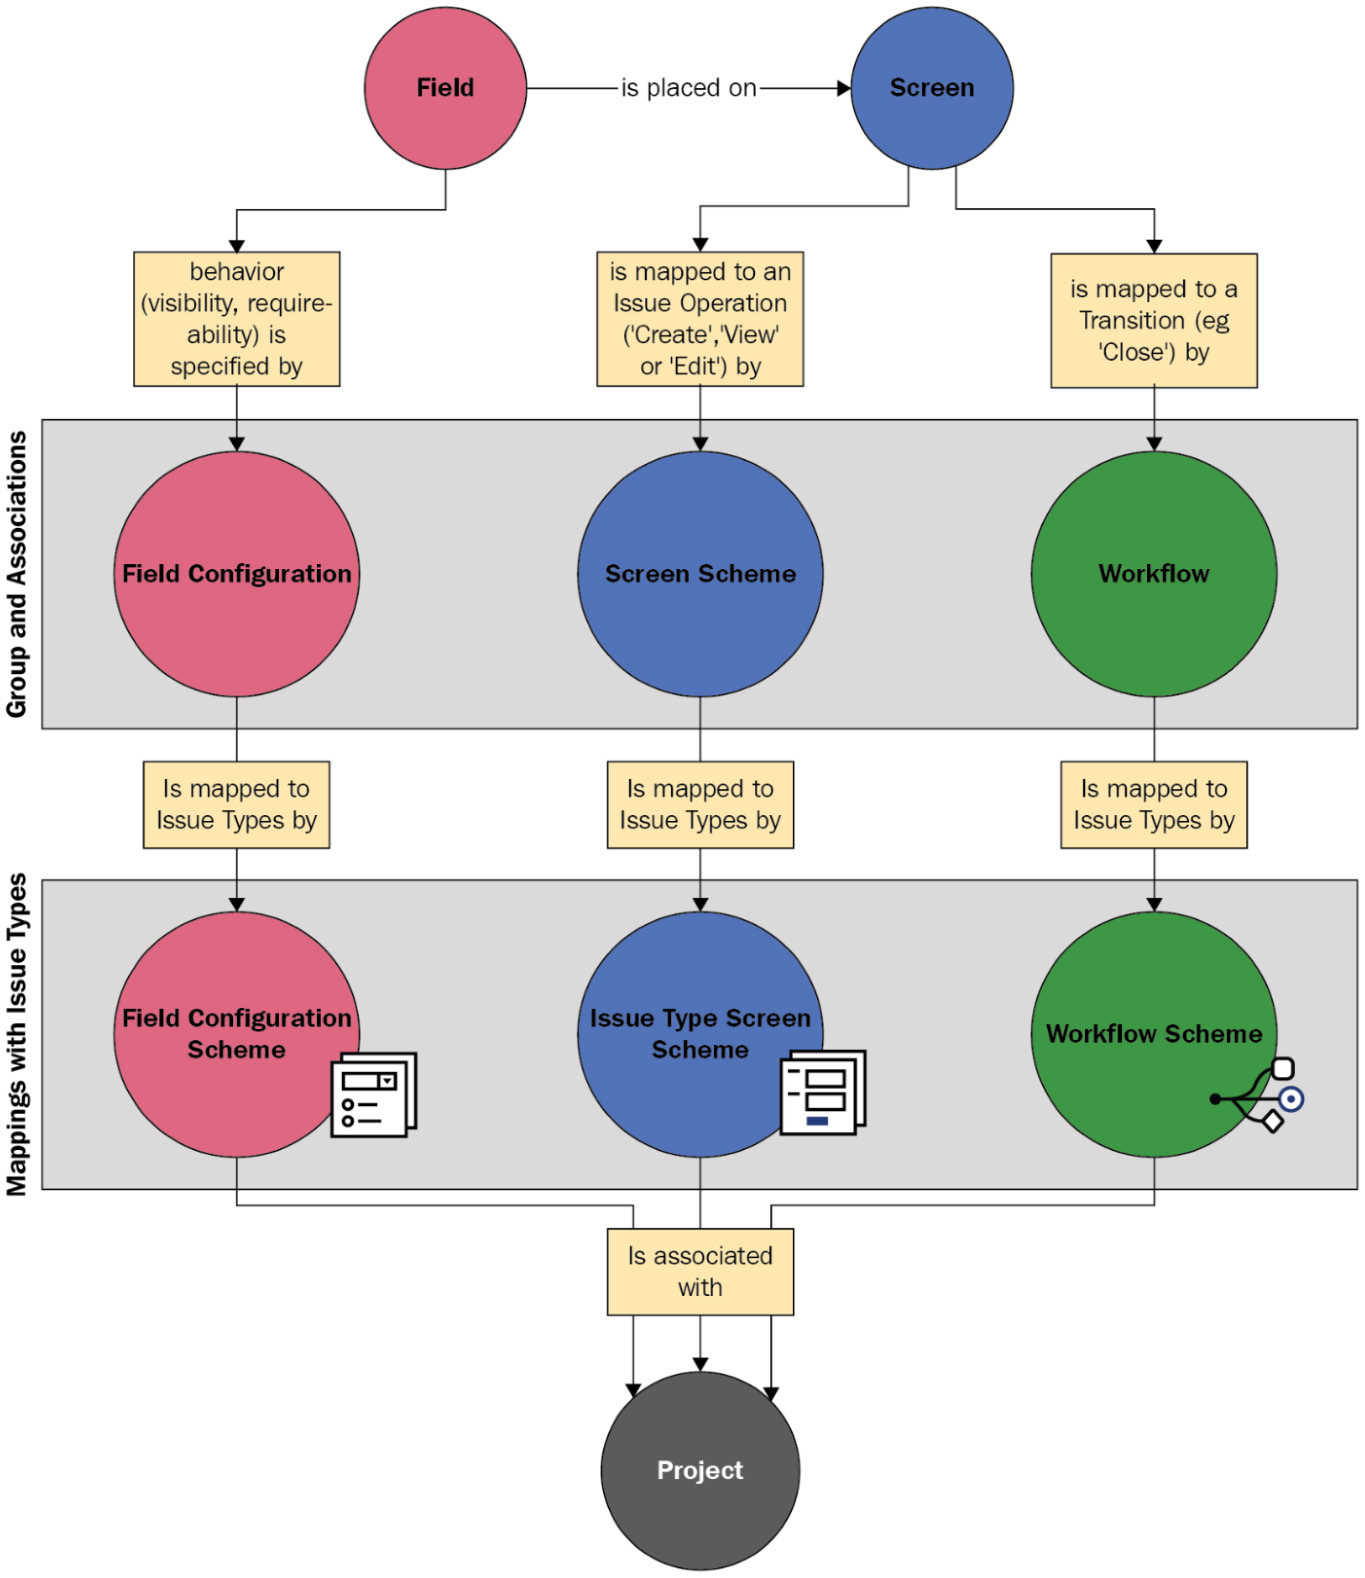 Field
is placed on
Screen
behavior
(visibility, require-
ability) is
specified by
is mapped to an
Issue Operation
('Create','View'
or 'Edit') by
is mapped to a
Transition (eg
'Close') by
Group and Associations
Field Configuration
Screen Scheme
Workflow
Is mapped to
Issue Types by
Is mapped to
Issue Types by
Is mapped to
Issue Types by
Mappings with Issue Types
Field Configuration
Scheme
Issue Type Screen
Scheme
Workflow Scheme
Is associated
with
Project